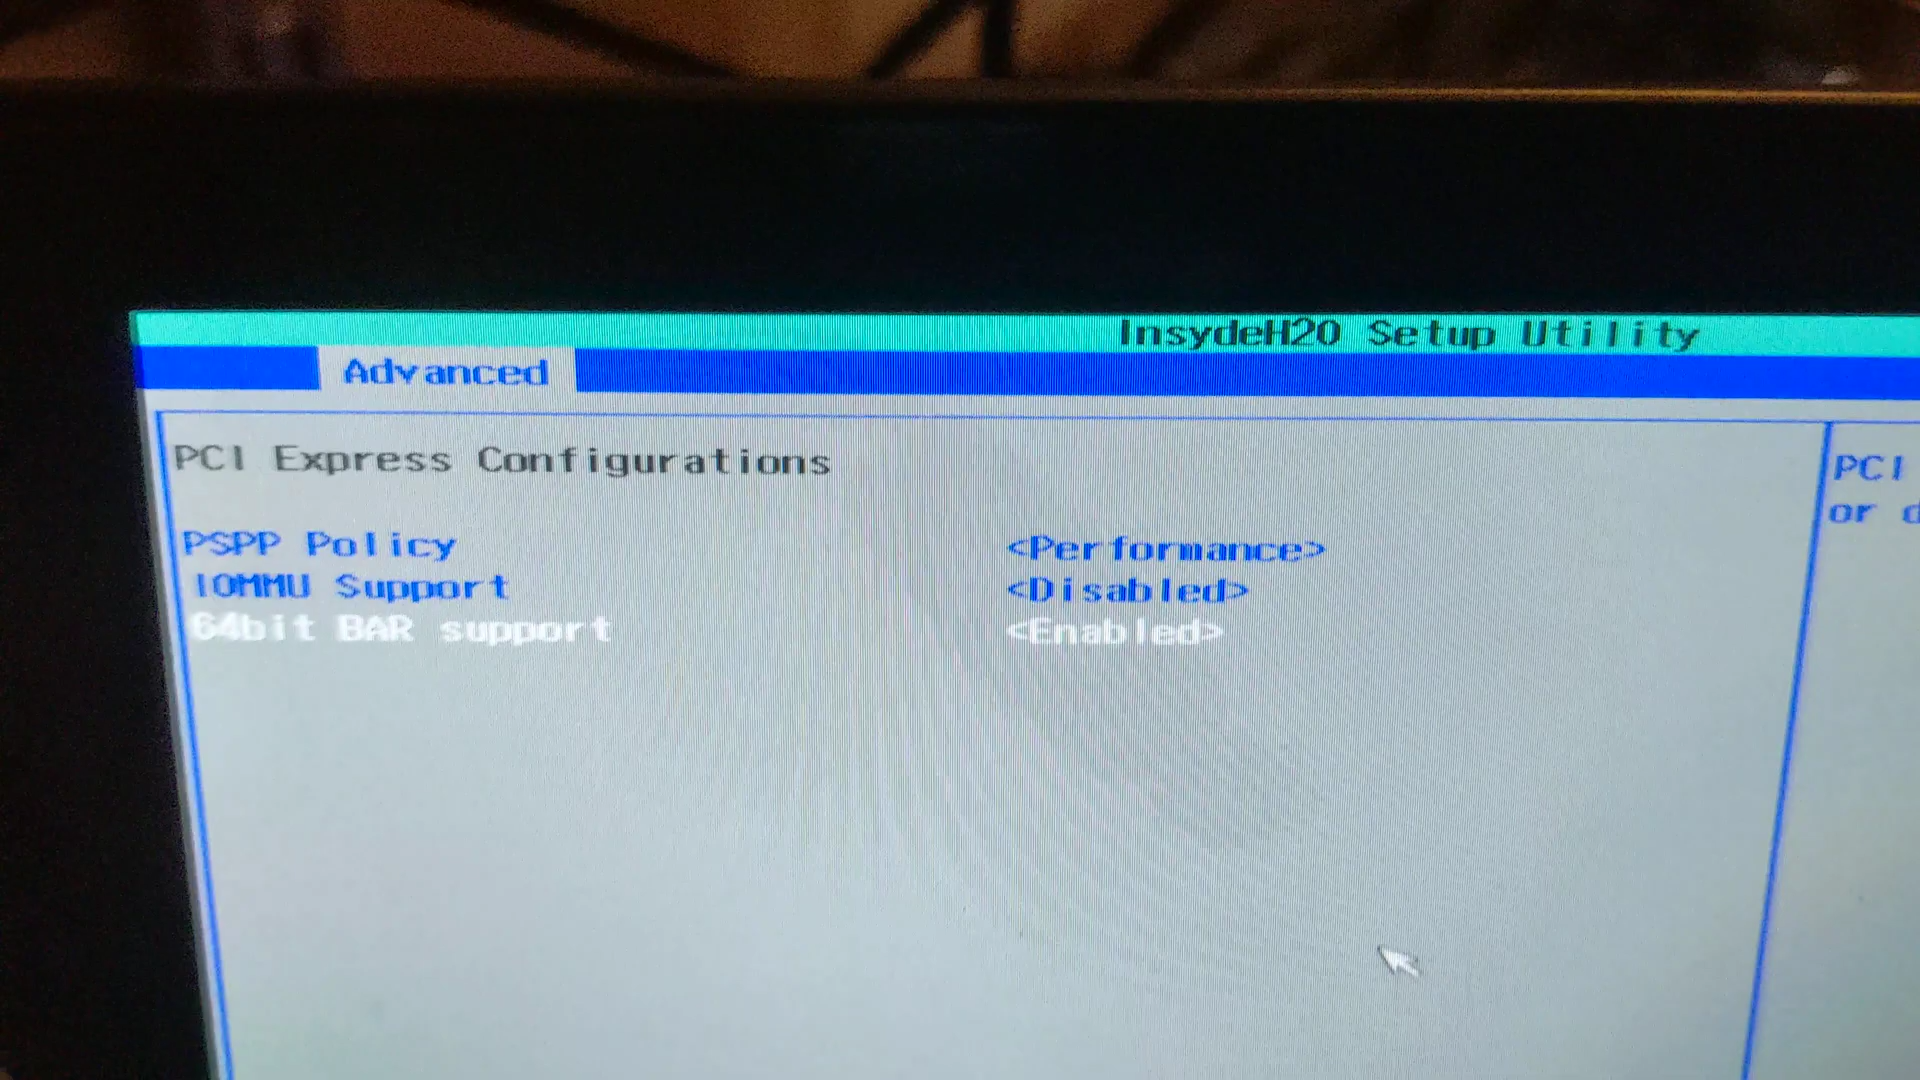 InsydeH20 Setup Utility
Advanced
PCI Express Configurations
PSPP Policy <Performance>
IOMMU Support <Disabled>
64bit BAR support <Enabled>
PCI
or